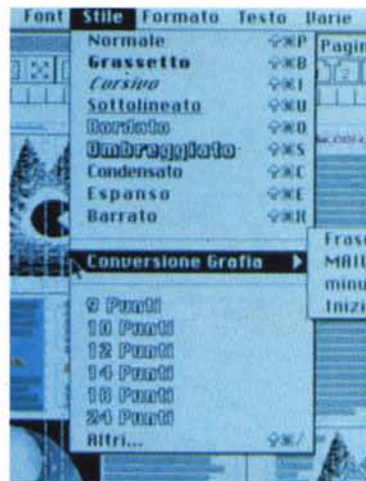 Font Stile Formato Testo Varie
Normale ⇧⌘P
Grassetto ⇧⌘B
Corsivo ⇧⌘I
Sottolineato ⇧⌘U
Bordato ⇧⌘O
Ombreggiato ⇧⌘S
Condensato ⇧⌘C
Espanso ⇧⌘E
Barrato ⇧⌘H
Conversione Grafia
9 Punti
10 Punti
12 Punti
14 Punti
18 Punti
24 Punti
Altri... ⇧⌘/
Pagin
2
Fras
MAIU
minu
Inizi